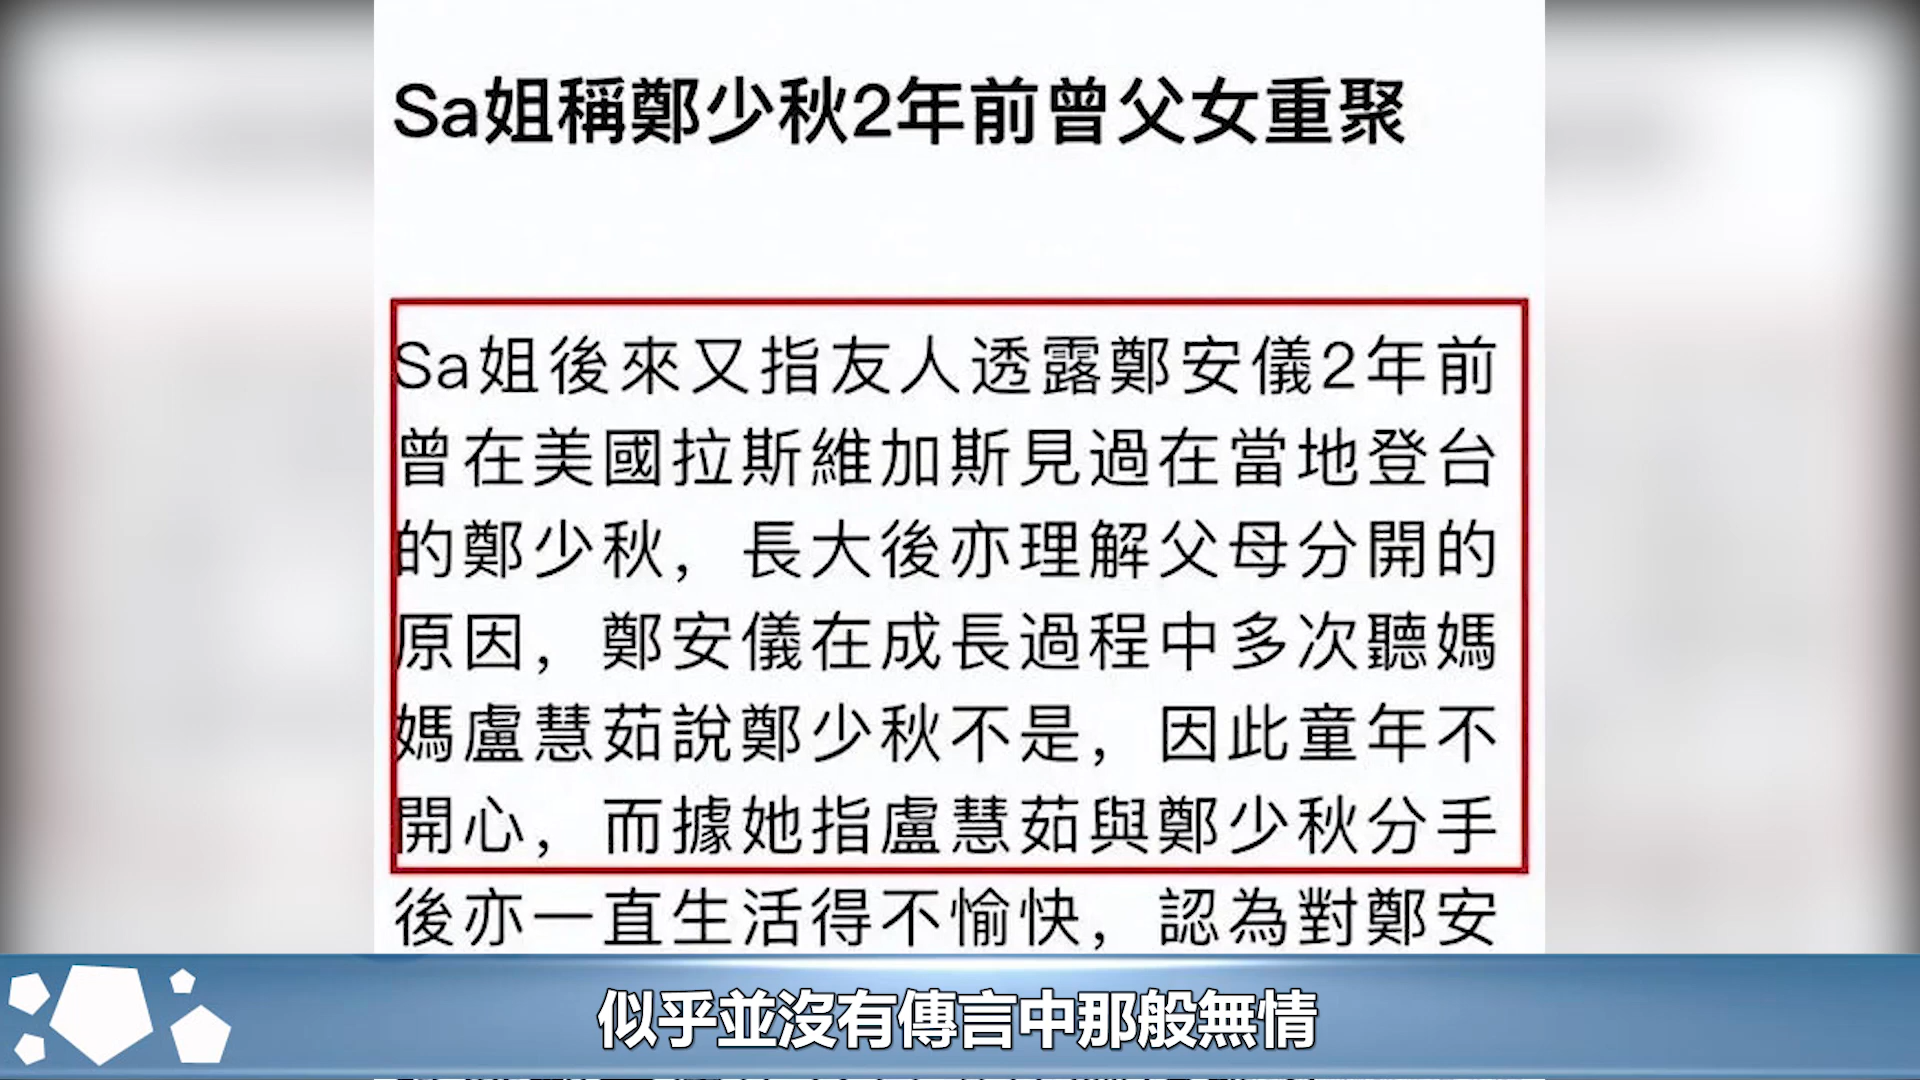 Sa姐稱鄭少秋2年前曾父女重聚
Sa姐後來又指友人透露鄭安儀2年前
曾在美國拉斯維加斯見過在當地登台
的鄭少秋，長大後亦理解父母分開的
原因，鄭安儀在成長過程中多次聽媽
媽盧慧茹說鄭少秋不是，因此童年不
開心，而據她指盧慧茹與鄭少秋分手
後亦一直生活得不愉快，認為對鄭安
似乎並沒有傳言中那般無情